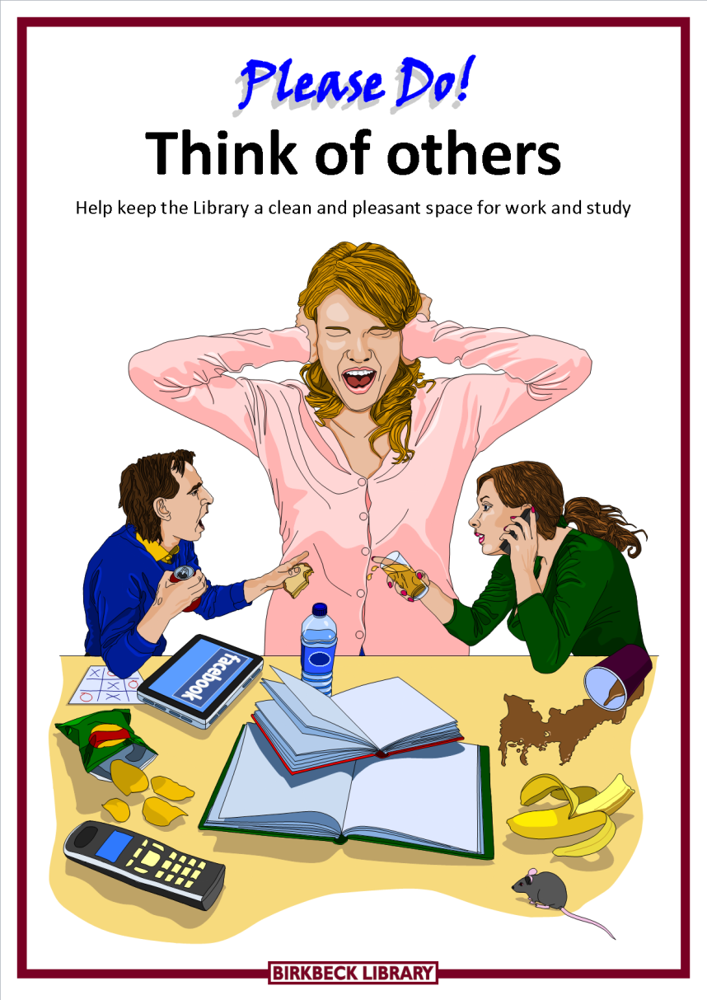 Please Do!
Think of others
Help keep the Library a clean and pleasant space for work and study
facebook
X
O
X
X
O
X
O
BIRKBECK LIBRARY